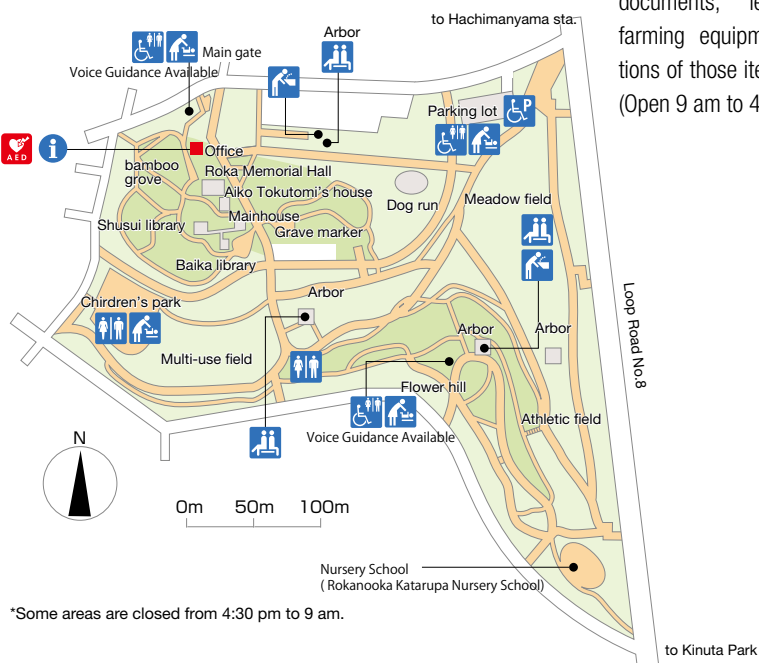 to Hachimanyama sta.
documents,
farming equipm
tions of those ite
(Open 9 am to 4
Arbor
Main gate
Voice Guidance Available
Parking lot
P
AED
i
Office
bamboo
grove
Roka Memorial Hall
Aiko Tokutomi's house
Dog run
Meadow field
Mainhouse
Shusui library
Grave marker
Baika library
Arbor
Chirdren's park
Loop Road No.8
Arbor
Arbor
Multi-use field
Flower hill
Athletic field
Voice Guidance Available
N
0m 50m 100m
Nursery School
( Rokanooka Katarupa Nursery School)
*Some areas are closed from 4:30 pm to 9 am.
to Kinuta Park